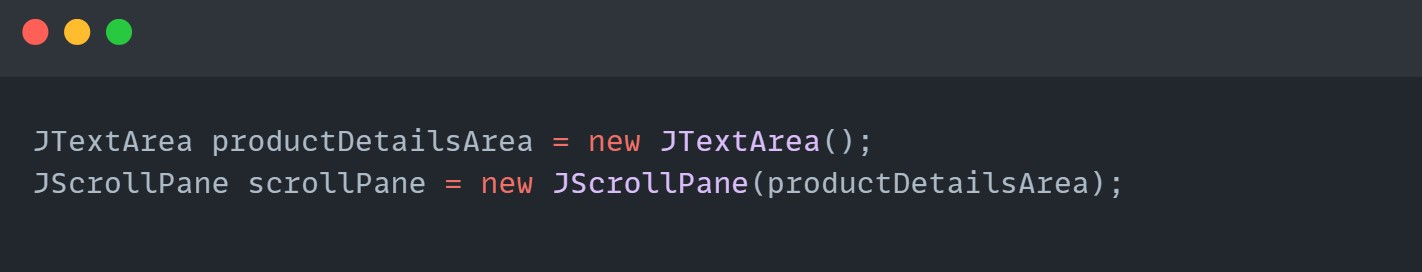 JTextArea productDetailsArea = new JTextArea();
JScrollPane scrollPane = new JScrollPane(productDetailsArea);